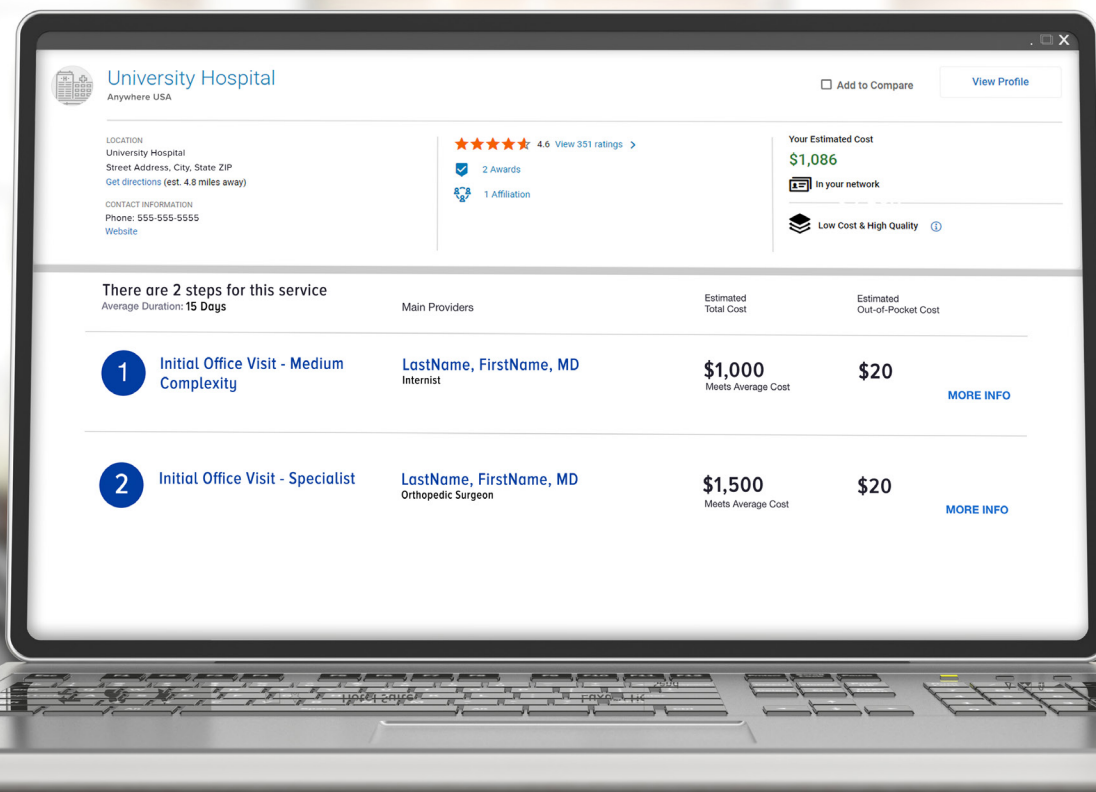 University Hospital
Anywhere USA
Add to Compare
View Profile
LOCATION
University Hospital
Street Address, City, State ZIP
Get directions (est. 4.8 miles away)
CONTACT INFORMATION
Phone: 555-555-5555
Website
4.6 View 351 ratings >
2 Awards
1 Affiliation
Your Estimated Cost
$1,086
In your network
Low Cost & High Quality
There are 2 steps for this service
Average Duration: 15 Days
Main Providers
Estimated
Total Cost
Estimated
Out-of-Pocket Cost
1
Initial Office Visit - Medium
Complexity
LastName, FirstName, MD
Internist
$1,000
Meets Average Cost
$20
MORE INFO
2
Initial Office Visit - Specialist
LastName, FirstName, MD
Orthopedic Surgeon
$1,500
Meets Average Cost
$20
MORE INFO